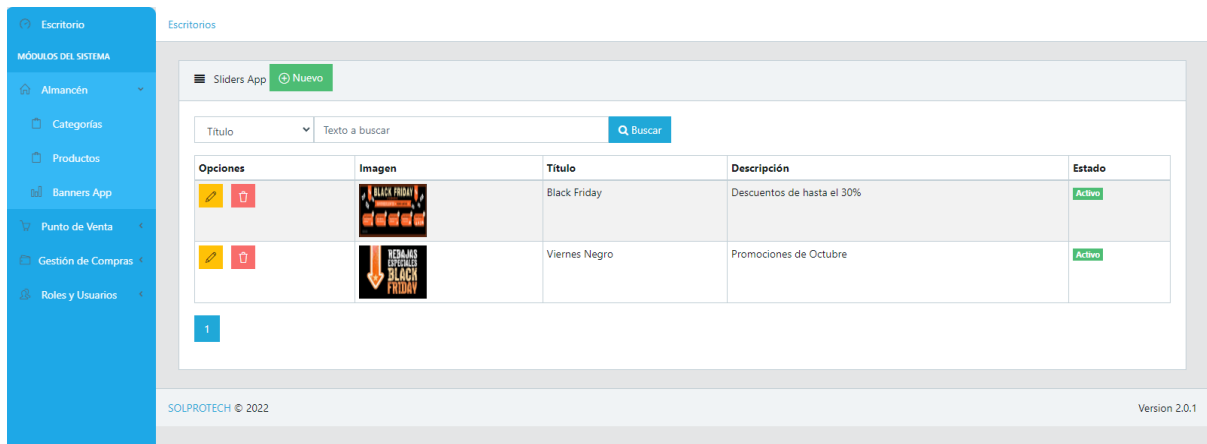 Escritorio
MÓDULOS DEL SISTEMA
Almancén
Categorías
Productos
Banners App
Punto de Venta
Gestión de Compras
Roles y Usuarios
Escritorios
Sliders App Nuevo
Título Texto a buscar Buscar
Opciones Imagen Título Descripción Estado
BLACK FRIDAY Black Friday Descuentos de hasta el 30% Activo
Viernes Negro Promociones de Octubre Activo
REBAJAS
ESPECIALES
BLACK
FRIDAY
1
SOLPROTECH © 2022 Version 2.0.1